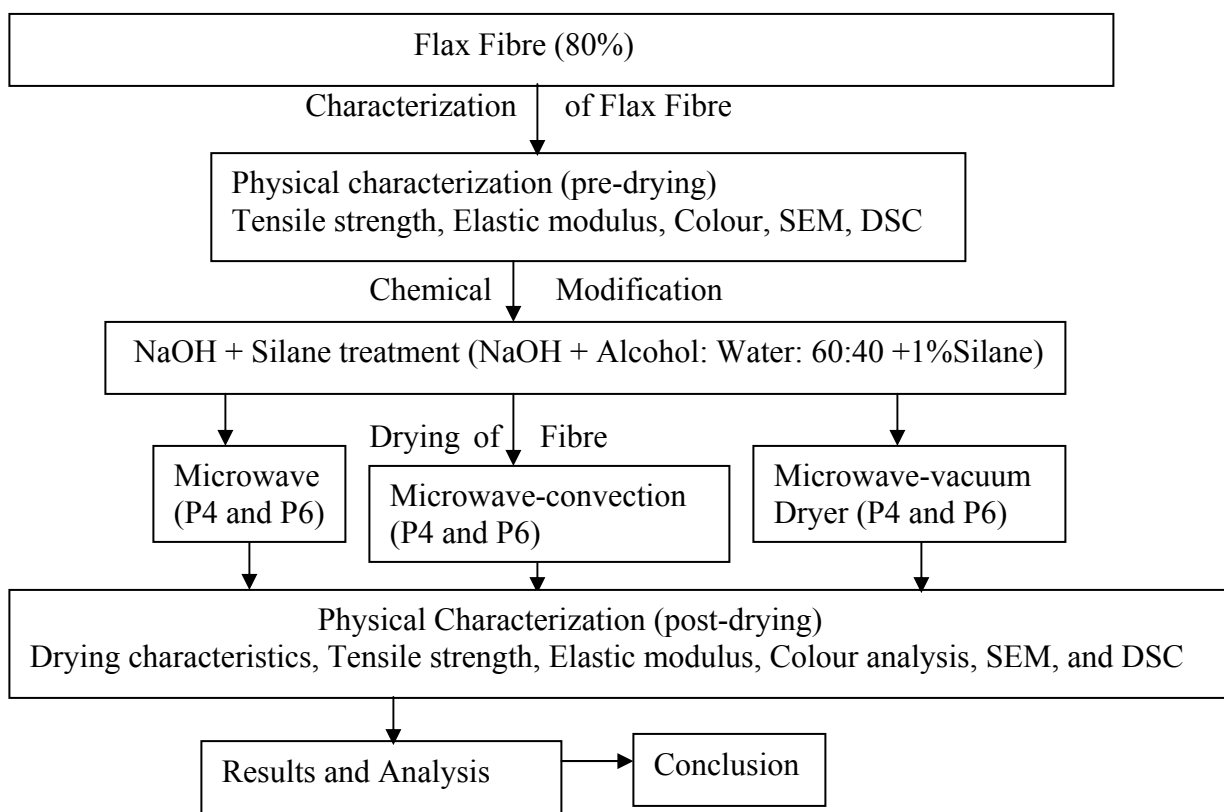 Flax Fibre (80%)
Characterization of Flax Fibre
Physical characterization (pre-drying)
Tensile strength, Elastic modulus, Colour, SEM, DSC
Chemical Modification
NaOH + Silane treatment (NaOH + Alcohol: Water: 60:40 +1%Silane)
Drying of Fibre
Microwave
(P4 and P6)
Microwave-convection
(P4 and P6)
Microwave-vacuum
Dryer (P4 and P6)
Physical Characterization (post-drying)
Drying characteristics, Tensile strength, Elastic modulus, Colour analysis, SEM, and DSC
Results and Analysis
Conclusion